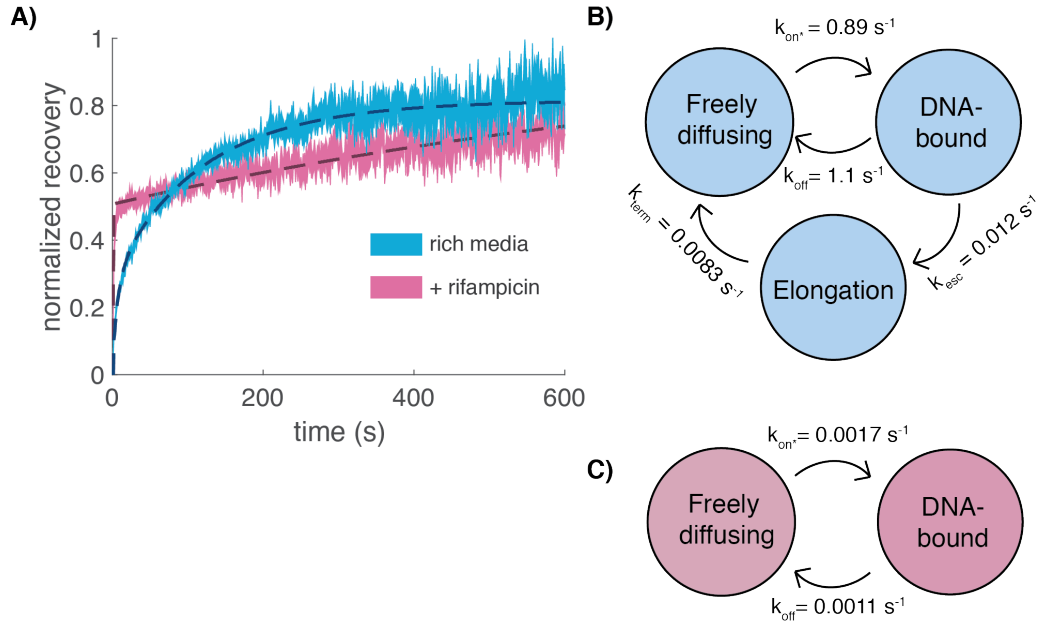 A)
1
0.8
0.6
0.4
0.2
0
normalized recovery
0
200
400
600
time (s)
rich media
+ rifampicin
B)
kon* = 0.89 s-1
Freely
diffusing
DNA-
bound
koff= 1.1 s-1
kterm = 0.0083 s-1
kesc = 0.012 s-1
Elongation
C)
kon*= 0.0017 s-1
Freely
diffusing
DNA-
bound
koff= 0.0011 s-1